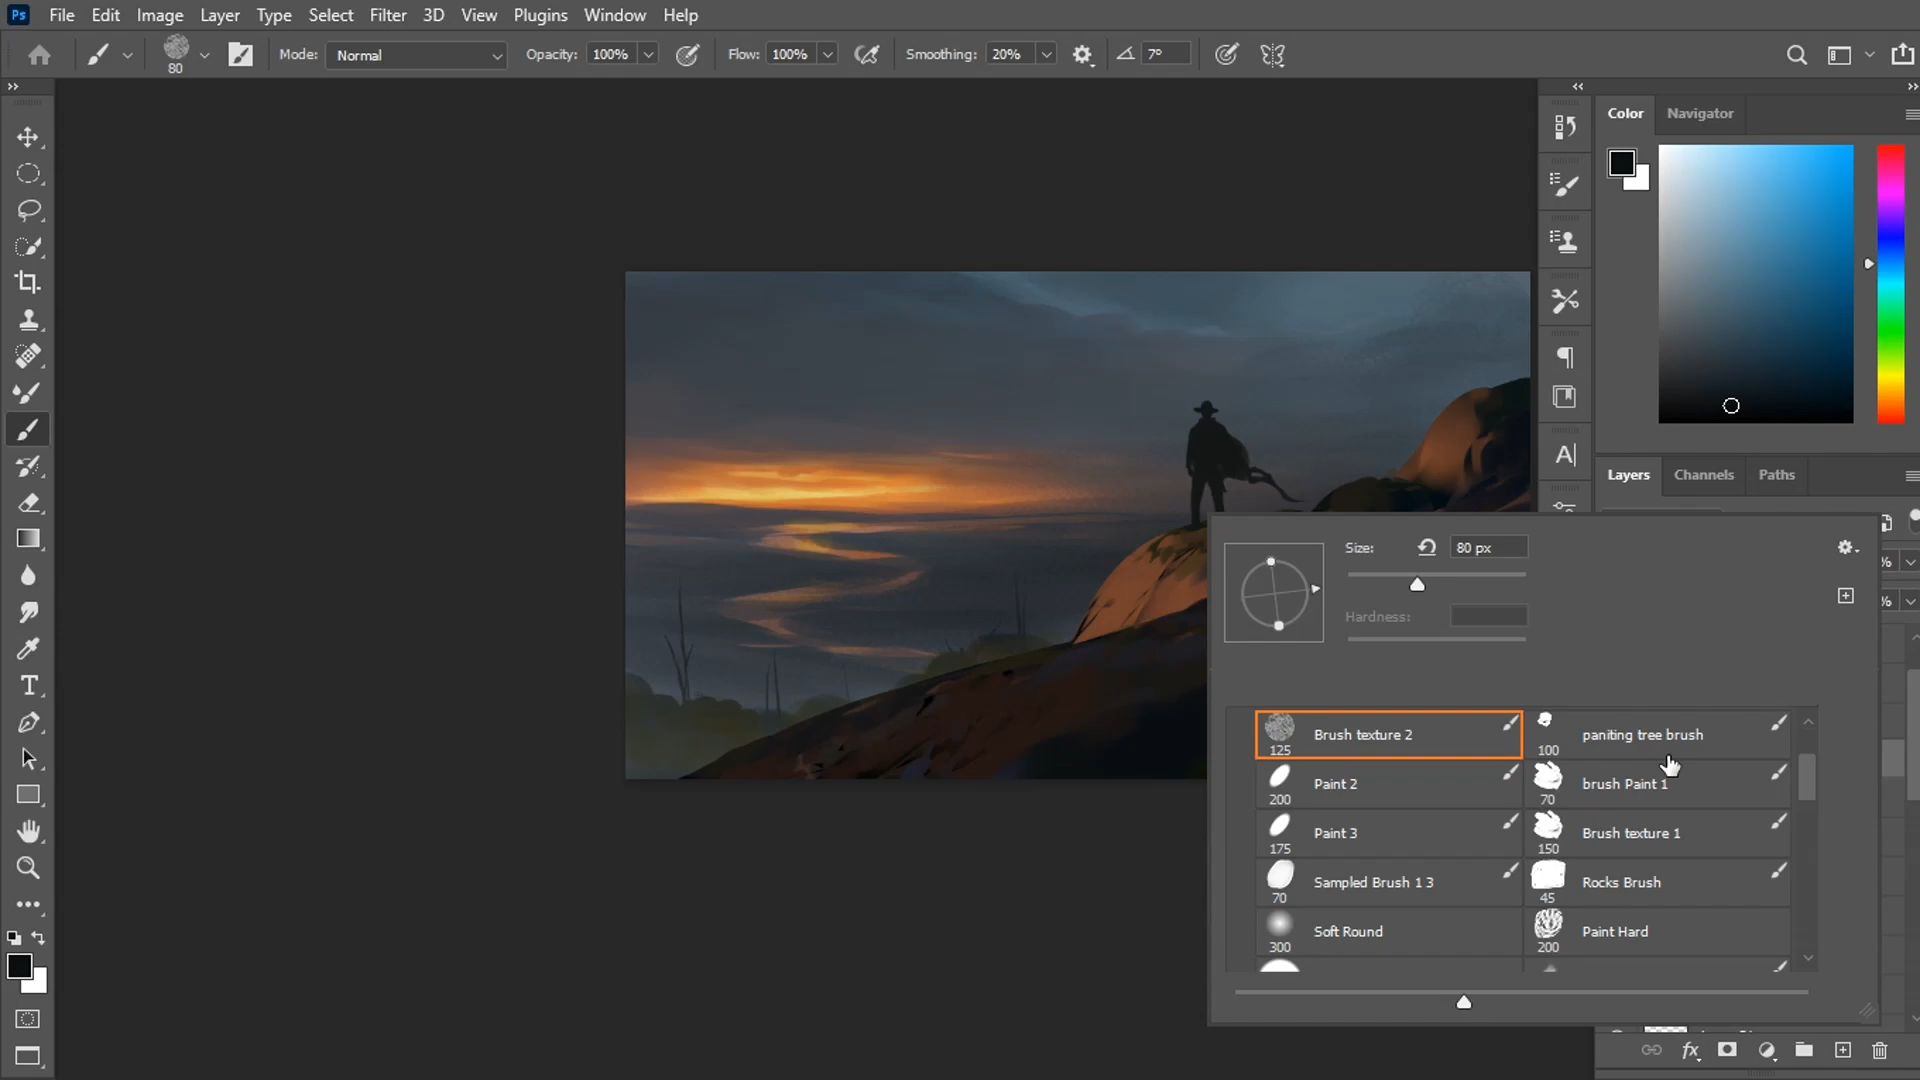 Ps File Edit Image Layer Type Select Filter 3D View Plugins Window Help
80 Mode: Normal Opacity: 100% Flow: 100% Smoothing: 20% 7°
Color Navigator
Layers Channels Paths
A
T
Size: 80 px
%
Hardness:
%
Brush texture 2
125
paniting tree brush
100
Paint 2
200
brush Paint 1
70
Paint 3
175
Brush texture 1
150
Sampled Brush 1 3
70
Rocks Brush
45
Soft Round
300
Paint Hard
200
fx